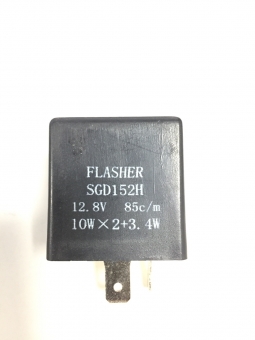 FLASHER
SGD152H
12.8V 85c/m
10W×2+3.4W